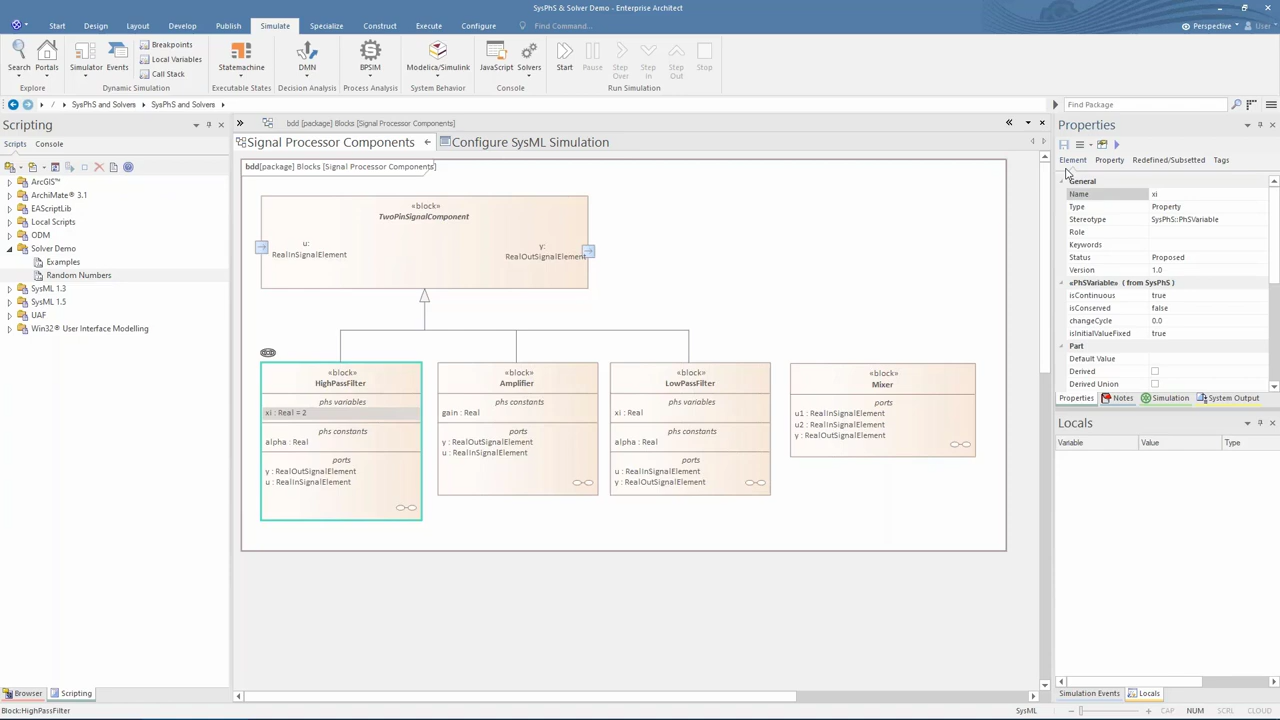 SysPhS & Solver Demo - Enterprise Architect
Start Design Layout Develop Publish Simulate Specialize Construct Execute Configure Find Command... Perspective User
Search Portals Simulator Events Breakpoints Local Variables Call Stack Statemachine DMN BPSIM Modelica/Simulink JavaScript Solvers Start Pause Step Over Step In Step Out Stop
Explore Dynamic Simulation Executable States Decision Analysis Process Analysis System Behavior Console Run Simulation
/ SysPhS and Solvers SysPhS and Solvers Find Package
Scripting
Scripts Console
ArcGIS™
ArchiMate® 3.1
EAScriptLib
Local Scripts
ODM
Solver Demo
Examples
Random Numbers
SysML 1.3
SysML 1.5
UAF
Win32® User Interface Modelling
Browser Scripting
Block:HighPassFilter
bdd [package] Blocks [Signal Processor Components]
Signal Processor Components Configure SysML Simulation
bdd[package] Blocks [Signal Processor Components]
«block»
TwoPinSignalComponent
u:
RealInSignalElement
y:
RealOutSignalElement
«block»
HighPassFilter
phs variables
xi : Real = 2
phs constants
alpha : Real
ports
y : RealOutSignalElement
u : RealInSignalElement
«block»
Amplifier
phs constants
gain : Real
ports
y : RealOutSignalElement
u : RealInSignalElement
«block»
LowPassFilter
phs variables
xi : Real
phs constants
alpha : Real
ports
u : RealInSignalElement
y : RealOutSignalElement
«block»
Mixer
ports
u1 : RealInSignalElement
u2 : RealInSignalElement
y : RealOutSignalElement
Properties
Element Property Redefined/Subsetted Tags
General
Name xi
Type Property
Stereotype SysPhS::PhSVariable
Role
Keywords
Status Proposed
Version 1.0
«PhSVariable» ( from SysPhS )
isContinuous true
isConserved false
changeCycle 0.0
isInitialValueFixed true
Part
Default Value
Derived
Derived Union
Properties Notes Simulation System Output
Locals
Variable Value Type
Simulation Events Locals
SysML CAP NUM SCRL CLOUD